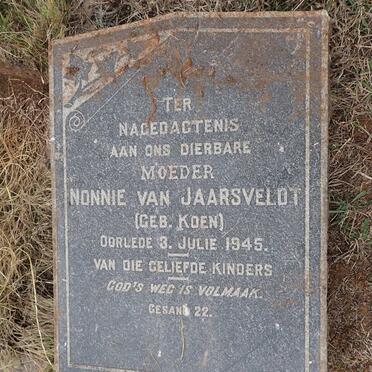 TER
NAGEDAGTENIS
AAN ONS DIERBARE
MOEDER
NONNIE VAN JAARSVELDT
(GEB. KOEN)
OORLEDE 3. JULIE 1945.
VAN DIE GELIEFDE KINDERS
GOD'S WEG IS VOLMAAK.
GESANG 22.